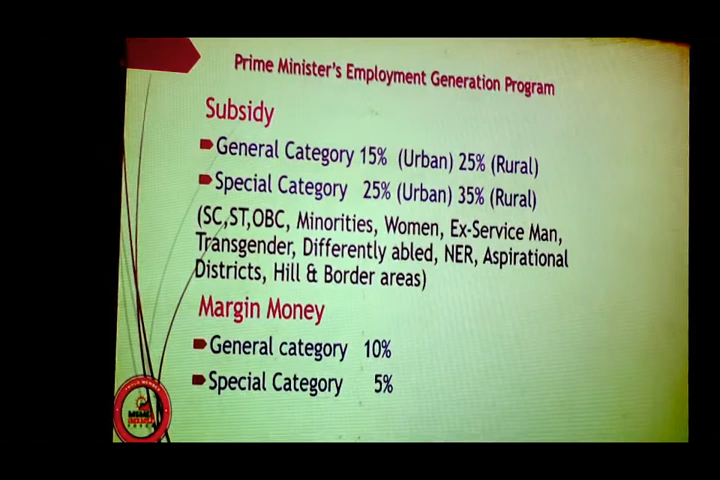 Prime Minister's Employment Generation Program
Subsidy
General Category 15% (Urban) 25% (Rural)
Special Category 25% (Urban) 35% (Rural)
(SC,ST,OBC, Minorities, Women, Ex-Service Man,
Transgender, Differently abled, NER, Aspirational
Districts, Hill & Border areas)
Margin Money
General category 10%
Special Category 5%
MSME